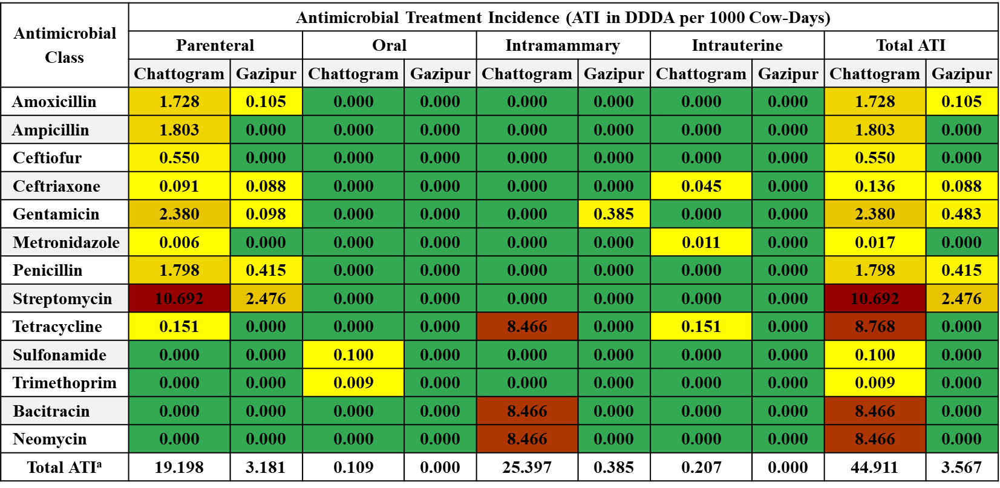 Antimicrobial Treatment Incidence (ATI in DDDA per 1000 Cow-Days)
Antimicrobial
Class
Parenteral Oral Intramammary Intrauterine Total ATI
Chattogram Gazipur Chattogram Gazipur Chattogram Gazipur Chattogram Gazipur Chattogram Gazipur
Amoxicillin 1.728 0.105 0.000 0.000 0.000 0.000 0.000 0.000 1.728 0.105
Ampicillin 1.803 0.000 0.000 0.000 0.000 0.000 0.000 0.000 1.803 0.000
Ceftiofur 0.550 0.000 0.000 0.000 0.000 0.000 0.000 0.000 0.550 0.000
Ceftriaxone 0.091 0.088 0.000 0.000 0.000 0.000 0.045 0.000 0.136 0.088
Gentamicin 2.380 0.098 0.000 0.000 0.000 0.385 0.000 0.000 2.380 0.483
Metronidazole 0.006 0.000 0.000 0.000 0.000 0.000 0.011 0.000 0.017 0.000
Penicillin 1.798 0.415 0.000 0.000 0.000 0.000 0.000 0.000 1.798 0.415
Streptomycin 10.692 2.476 0.000 0.000 0.000 0.000 0.000 0.000 10.692 2.476
Tetracycline 0.151 0.000 0.000 0.000 8.466 0.000 0.151 0.000 8.768 0.000
Sulfonamide 0.000 0.000 0.100 0.000 0.000 0.000 0.000 0.000 0.100 0.000
Trimethoprim 0.000 0.000 0.009 0.000 0.000 0.000 0.000 0.000 0.009 0.000
Bacitracin 0.000 0.000 0.000 0.000 8.466 0.000 0.000 0.000 8.466 0.000
Neomycin 0.000 0.000 0.000 0.000 8.466 0.000 0.000 0.000 8.466 0.000
Total ATIᵃ 19.198 3.181 0.109 0.000 25.397 0.385 0.207 0.000 44.911 3.567